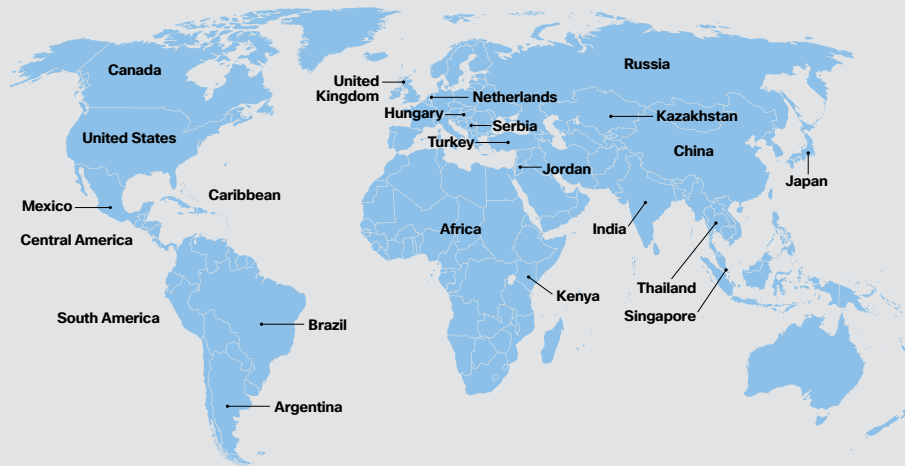 Canada
Russia
United
Kingdom
Netherlands
Hungary
Kazakhstan
Serbia
United States
Turkey
China
Jordan
Japan
Caribbean
Mexico
India
Africa
Central America
Thailand
Kenya
Singapore
South America
Brazil
Argentina